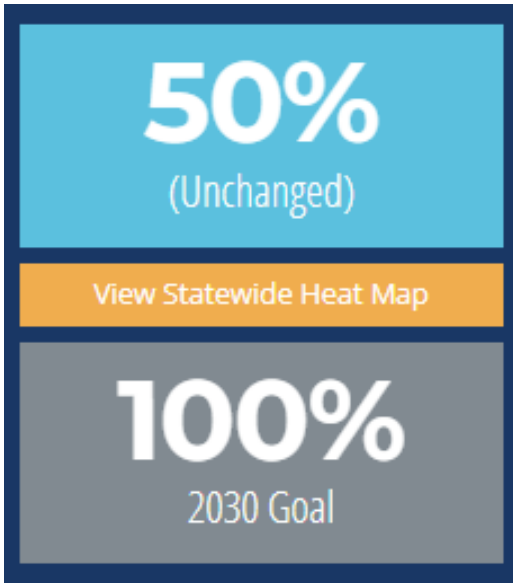 50%
(Unchanged)
View Statewide Heat Map
100%
2030 Goal